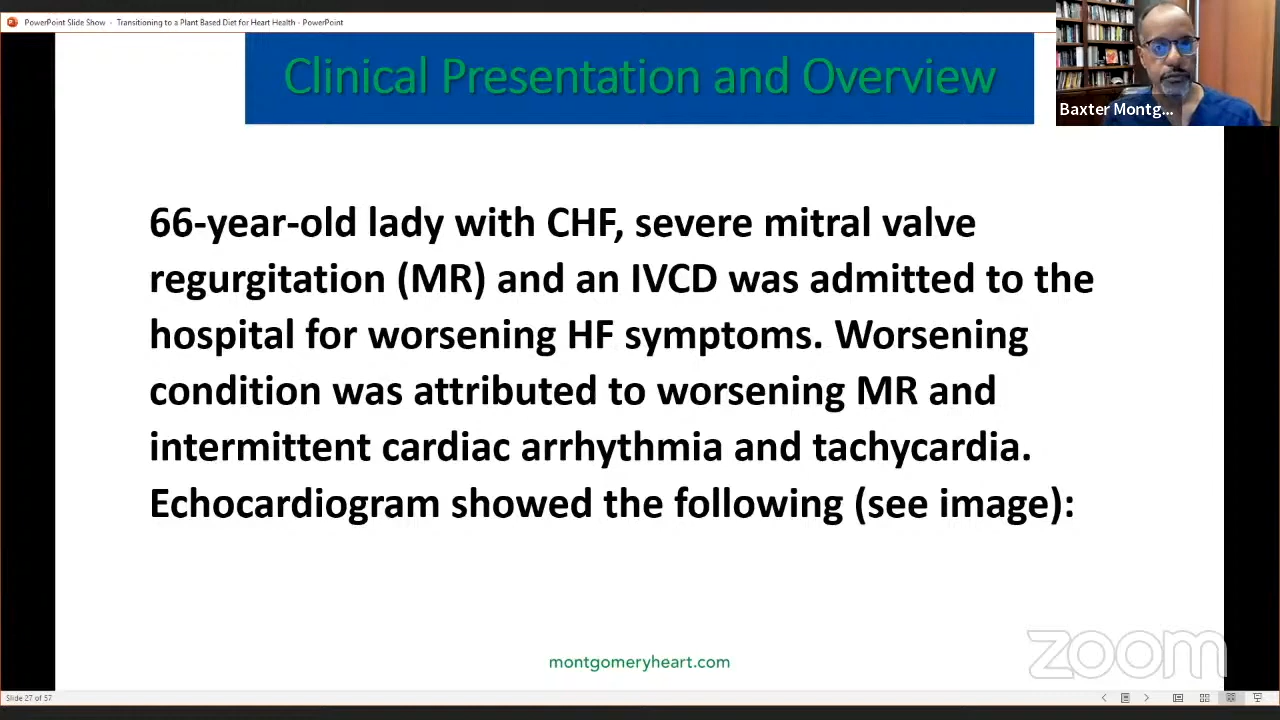 PowerPoint Slide Show - Transitioning to a Plant Based Diet for Heart Health - PowerPoint
Clinical Presentation and Overview
Baxter Montg...
66-year-old lady with CHF, severe mitral valve
regurgitation (MR) and an IVCD was admitted to the
hospital for worsening HF symptoms. Worsening
condition was attributed to worsening MR and
intermittent cardiac arrhythmia and tachycardia.
Echocardiogram showed the following (see image):
zoom
montgomeryheart.com
Slide 27 of 57